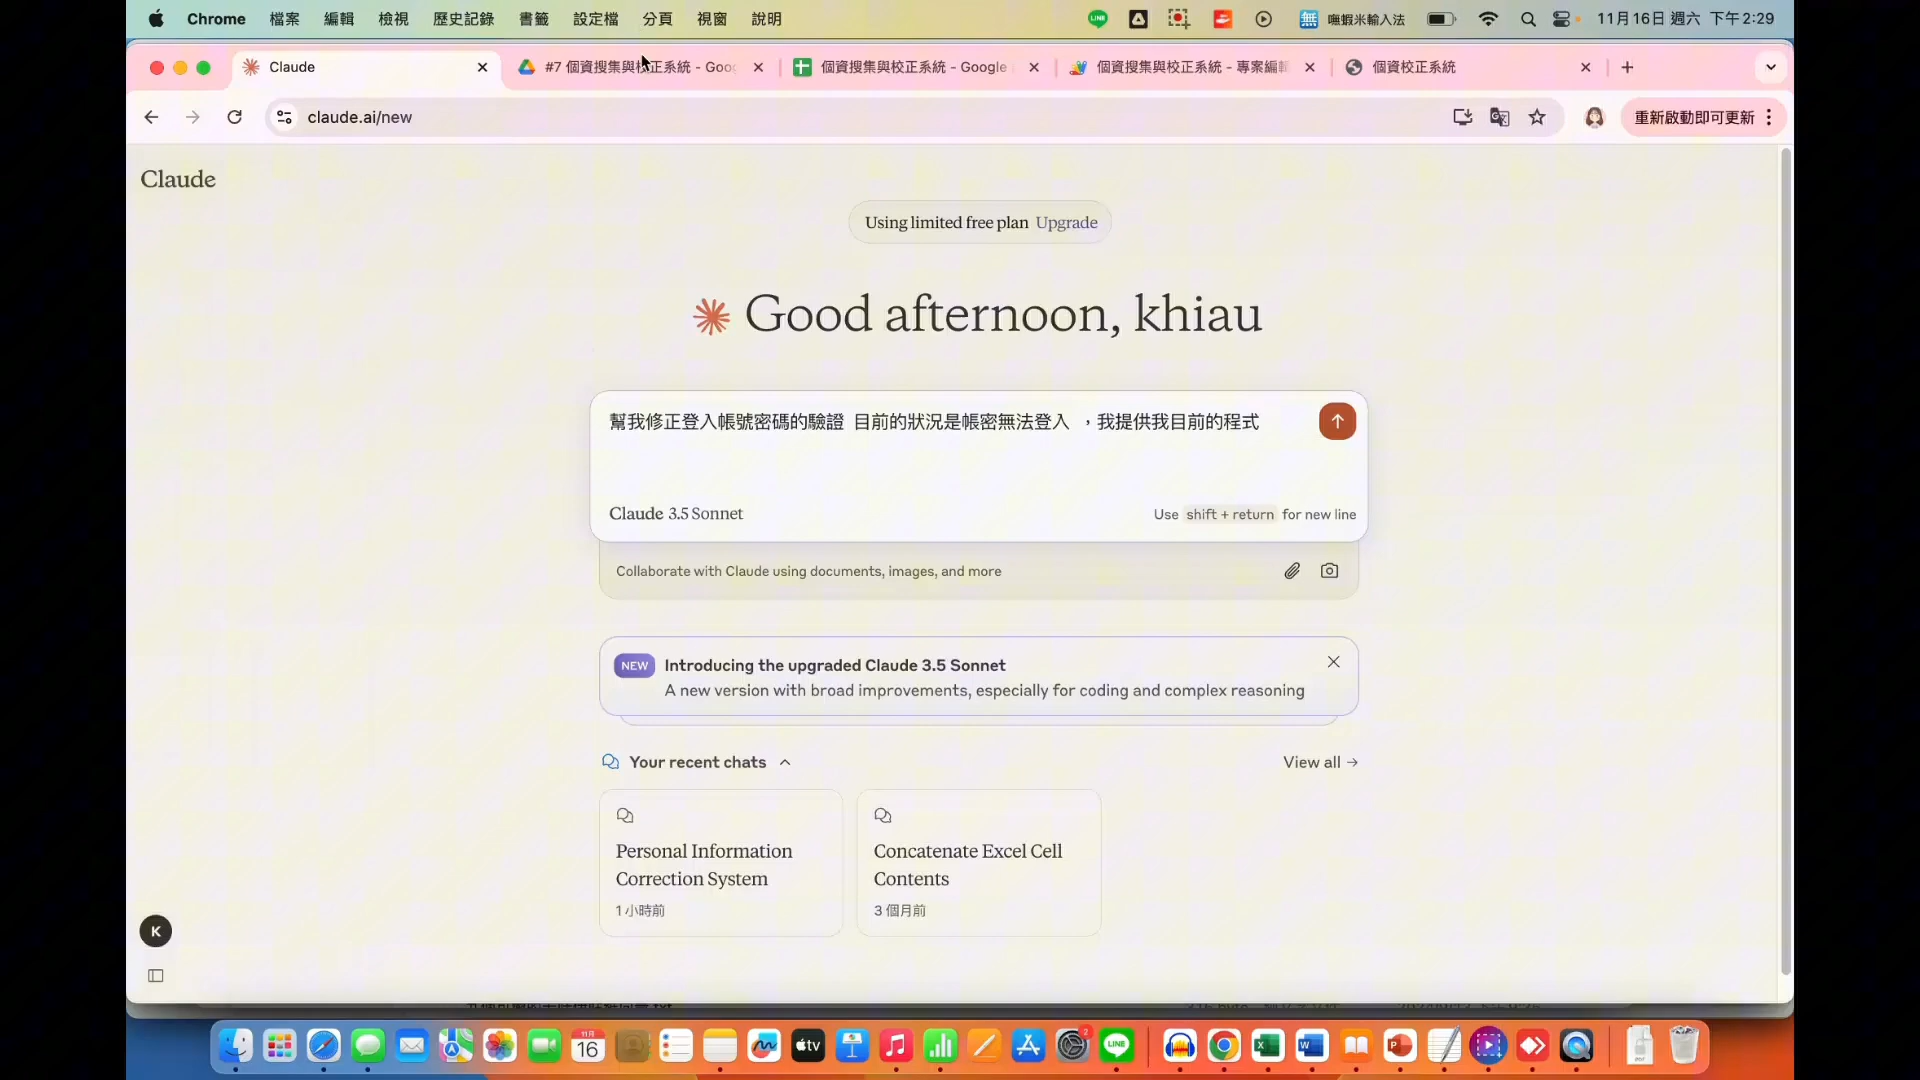 Chrome 檔案 編輯 檢視 歷史記錄 書籤 設定檔 分頁 視窗 說明 嘸蝦米輸入法 11月16日 週六 下午2:29
Claude #7 個資搜集與校正系統 - Goo 個資搜集與校正系統 - Google 個資搜集與校正系統 - 專案編輯 個資校正系統
claude.ai/new 重新啟動即可更新
Claude
Using limited free plan Upgrade
Good afternoon, khiau
幫我修正登入帳號密碼的驗證 目前的狀況是帳密無法登入 ，我提供我目前的程式
Claude 3.5 Sonnet Use shift + return for new line
Collaborate with Claude using documents, images, and more
NEW Introducing the upgraded Claude 3.5 Sonnet
A new version with broad improvements, especially for coding and complex reasoning
Your recent chats View all →
Personal Information Correction System
1 小時前
Concatenate Excel Cell Contents
3 個月前
K